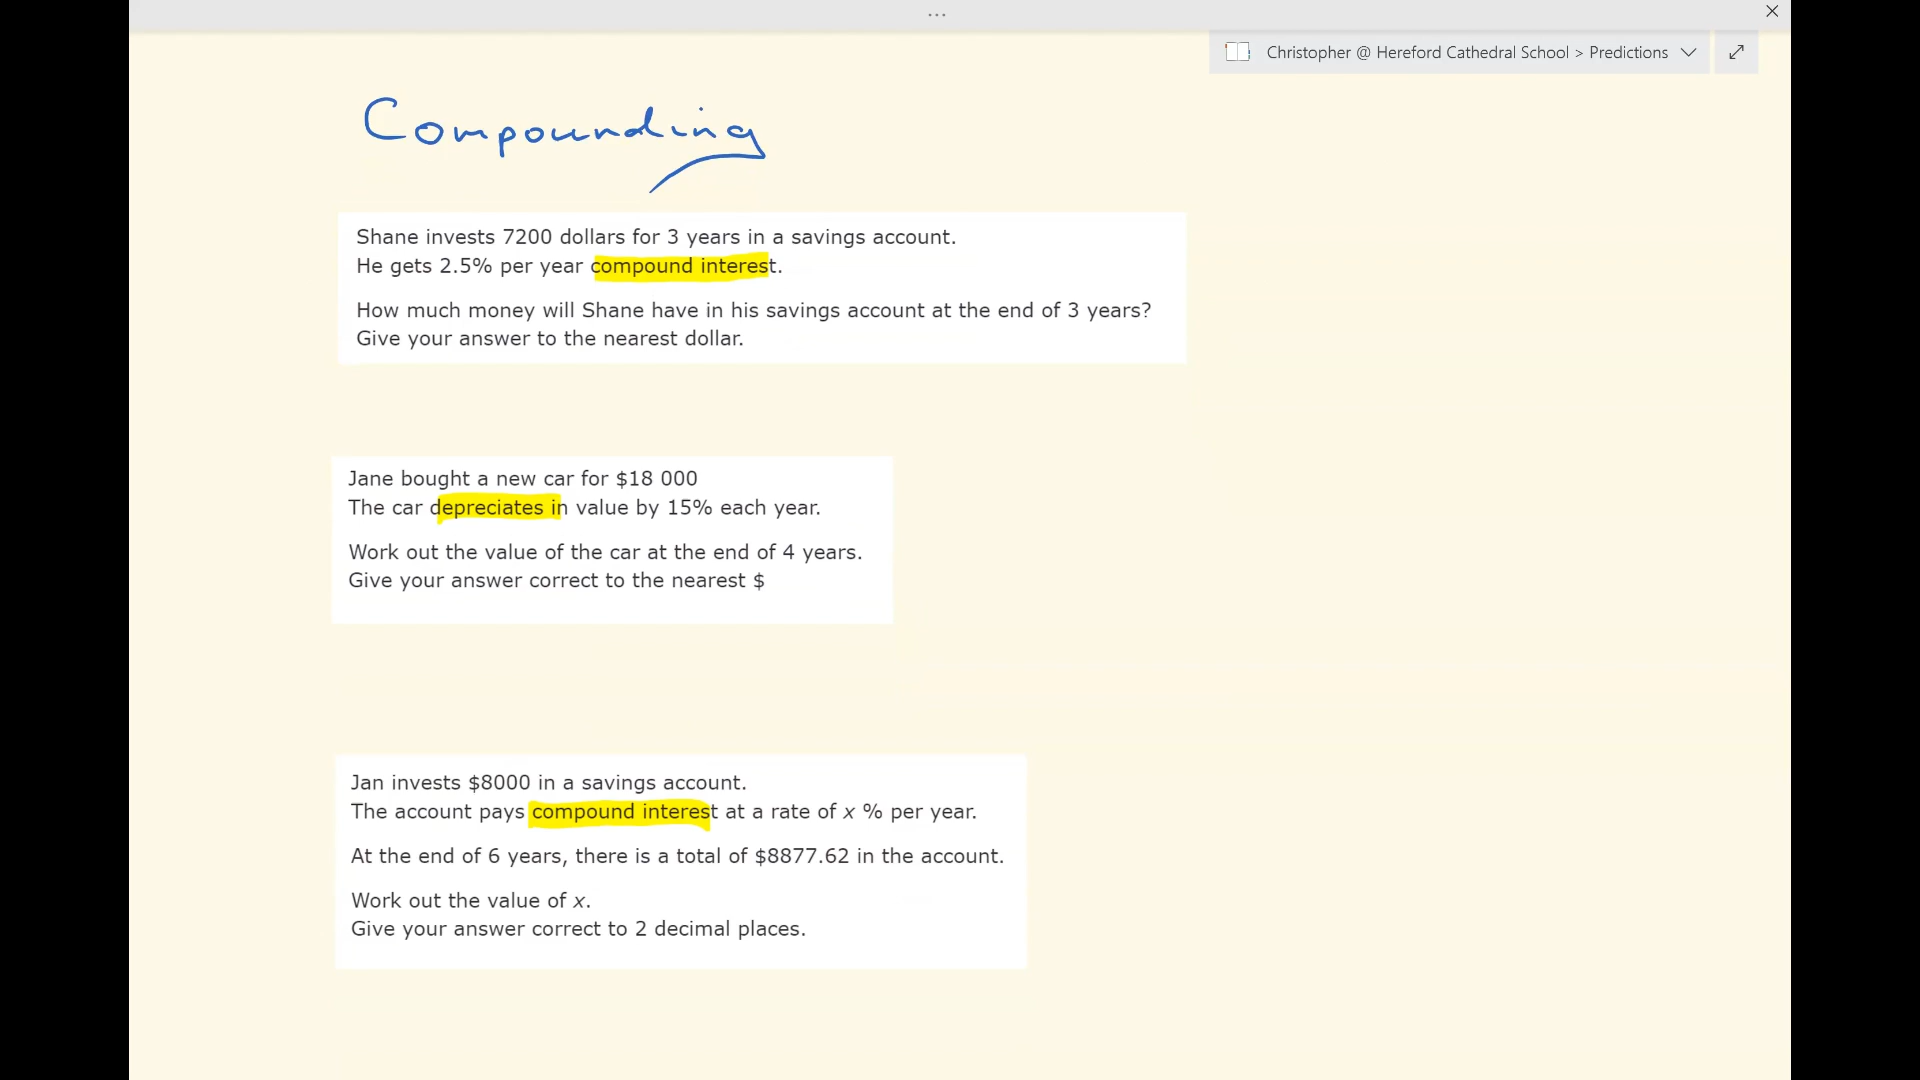 ...
Christopher @ Hereford Cathedral School > Predictions
Compounding
Shane invests 7200 dollars for 3 years in a savings account.
He gets 2.5% per year compound interest.
How much money will Shane have in his savings account at the end of 3 years?
Give your answer to the nearest dollar.
Jane bought a new car for $18 000
The car depreciates in value by 15% each year.
Work out the value of the car at the end of 4 years.
Give your answer correct to the nearest $
Jan invests $8000 in a savings account.
The account pays compound interest at a rate of x % per year.
At the end of 6 years, there is a total of $8877.62 in the account.
Work out the value of x.
Give your answer correct to 2 decimal places.